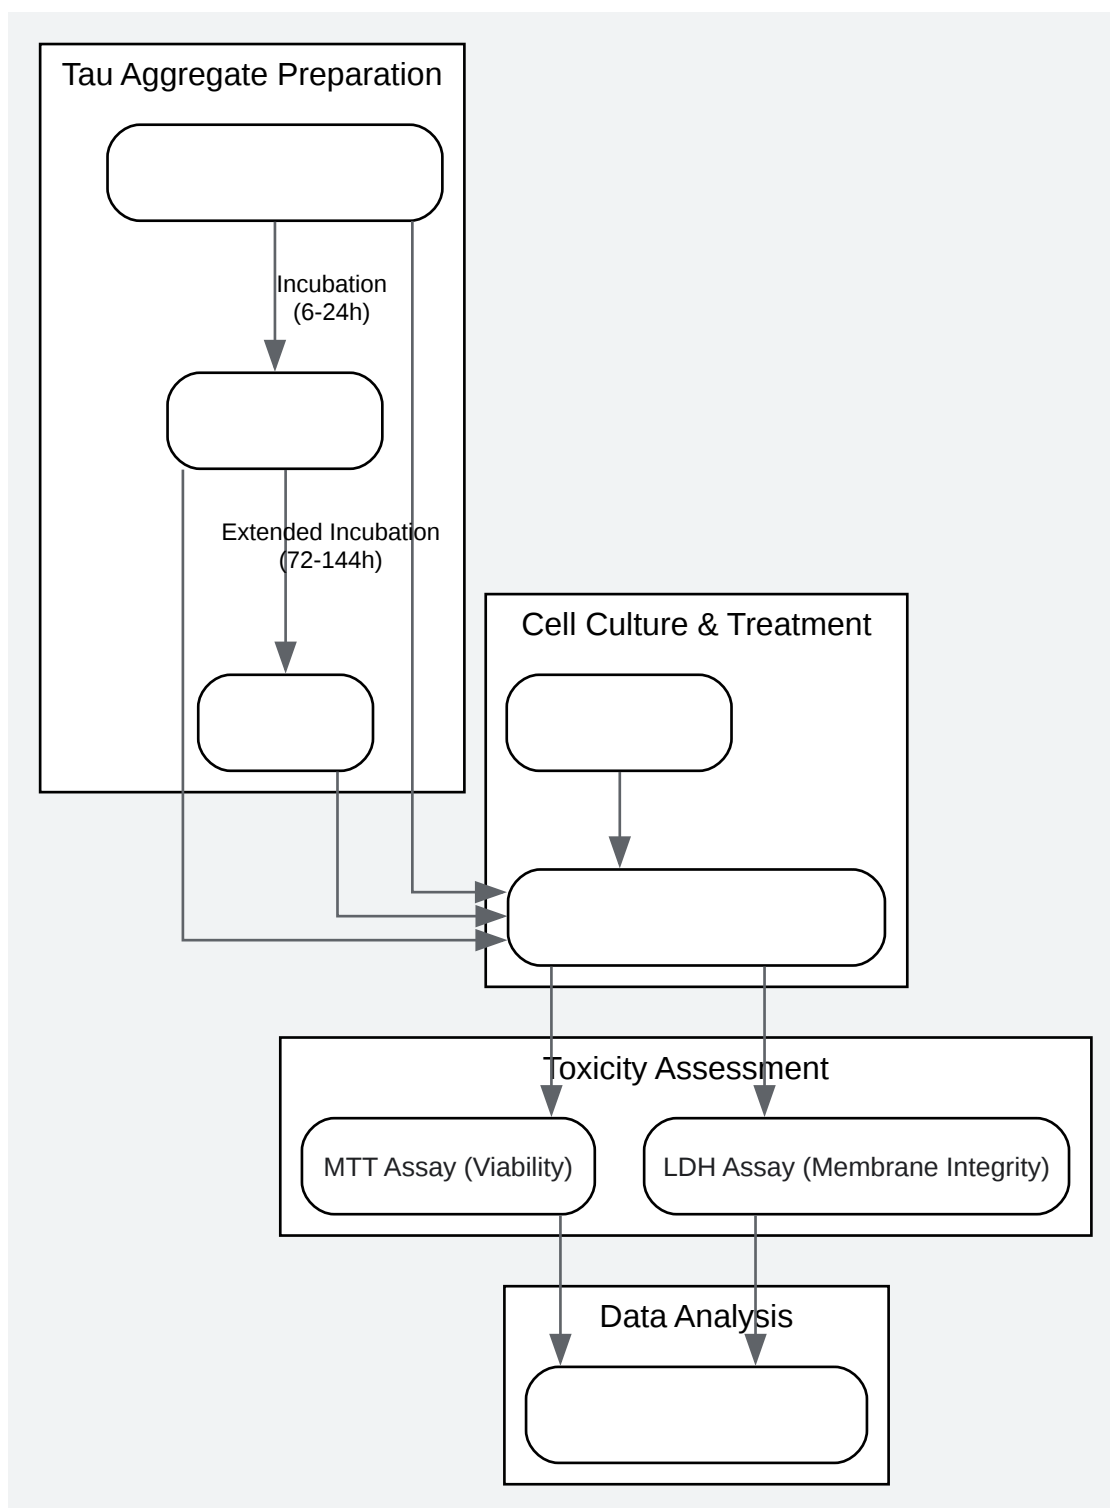 Tau Aggregate Preparation
Incubation
(6-24h)
Extended Incubation
(72-144h)
Cell Culture & Treatment
Toxicity Assessment
MTT Assay (Viability)
LDH Assay (Membrane Integrity)
Data Analysis